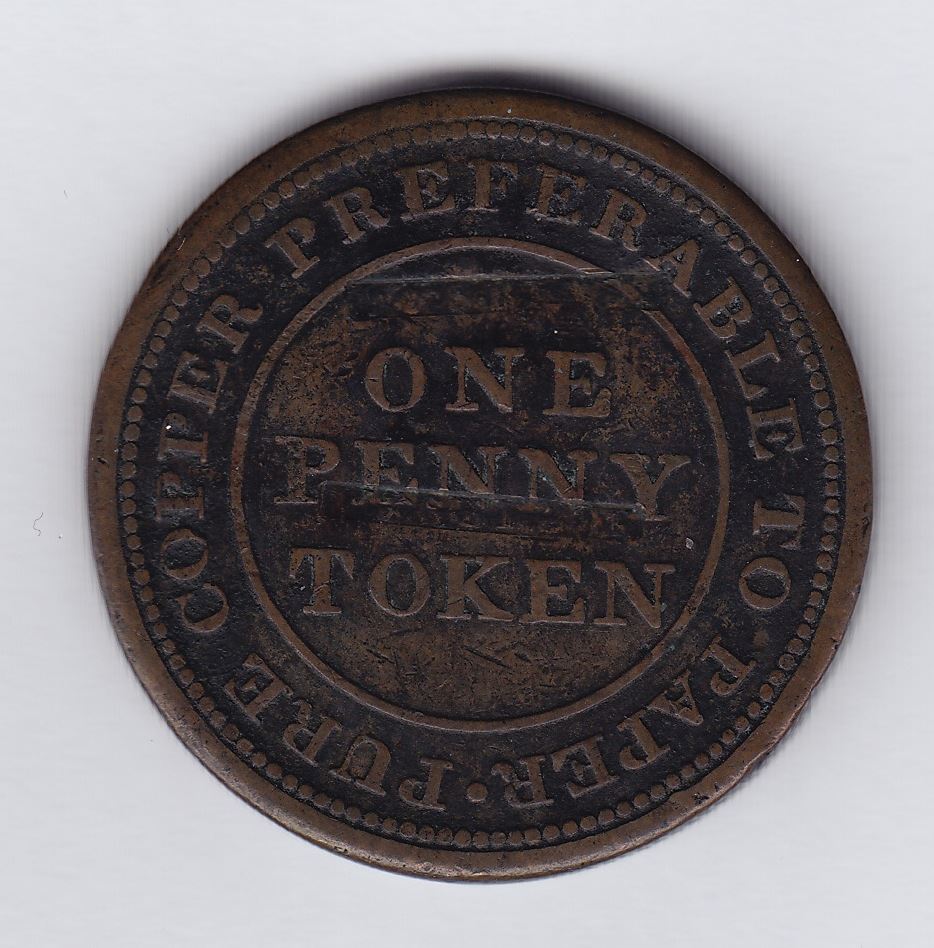 PURE COPPER PREFERABLE TO PAPER ·
ONE
PENNY
TOKEN